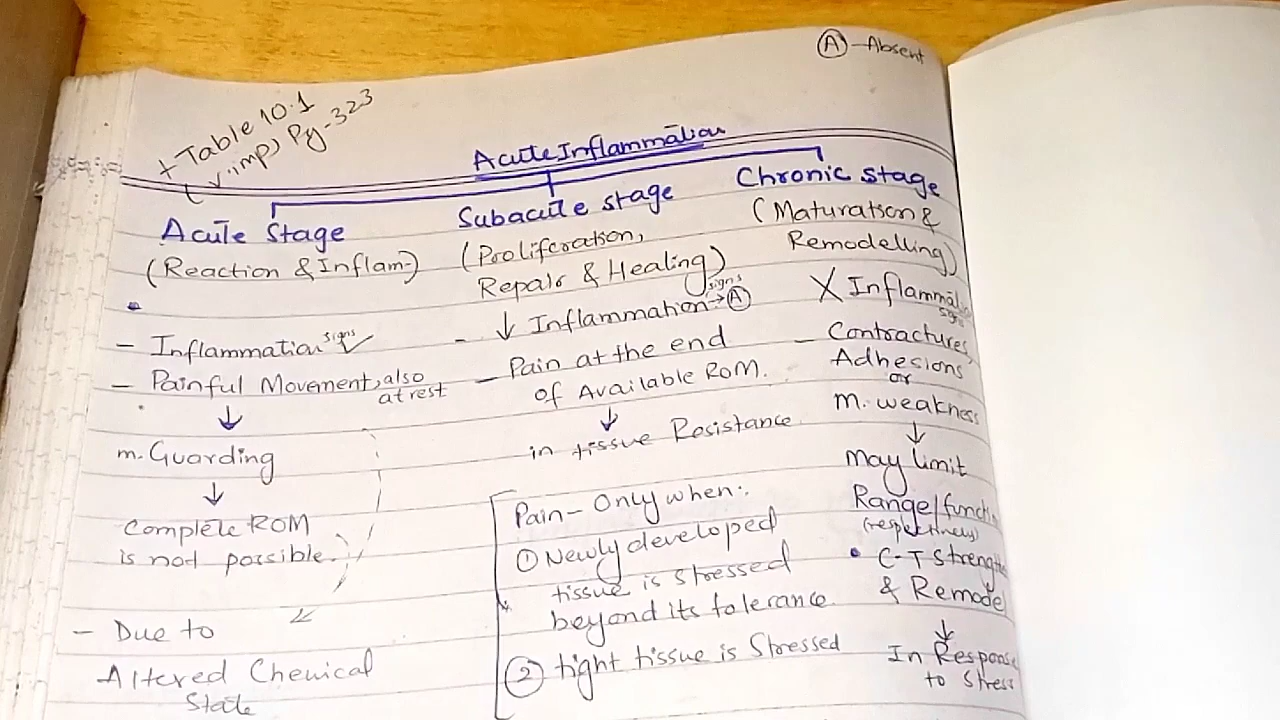 (A) - Absent
+ Table 10.1
(imp) Pg-323
Acute Inflammation
Acute Stage
(Reaction & Inflam)
- Inflammation signs ✓
- Painful Movement, also at rest
↓
m. Guarding
↓
Complete ROM
is not possible.
- Due to
Altered Chemical
State
Subacute stage
(Proliferation,
Repair & Healing)
- ↓ Inflammation signs → (A)
- Pain at the end
of Available ROM.
↓
in tissue Resistance
Pain - Only when:
① Newly developed
tissue is stressed
beyond its tolerance.
② tight tissue is Stressed
Chronic stage
(Maturation &
Remodelling)
X Inflammatio
- Contractures,
Adhesions
or
m. weakness
↓
May limit
Range/functi
(respectively)
• C-T Strength
& Remodel
↓
In Response
to Stress